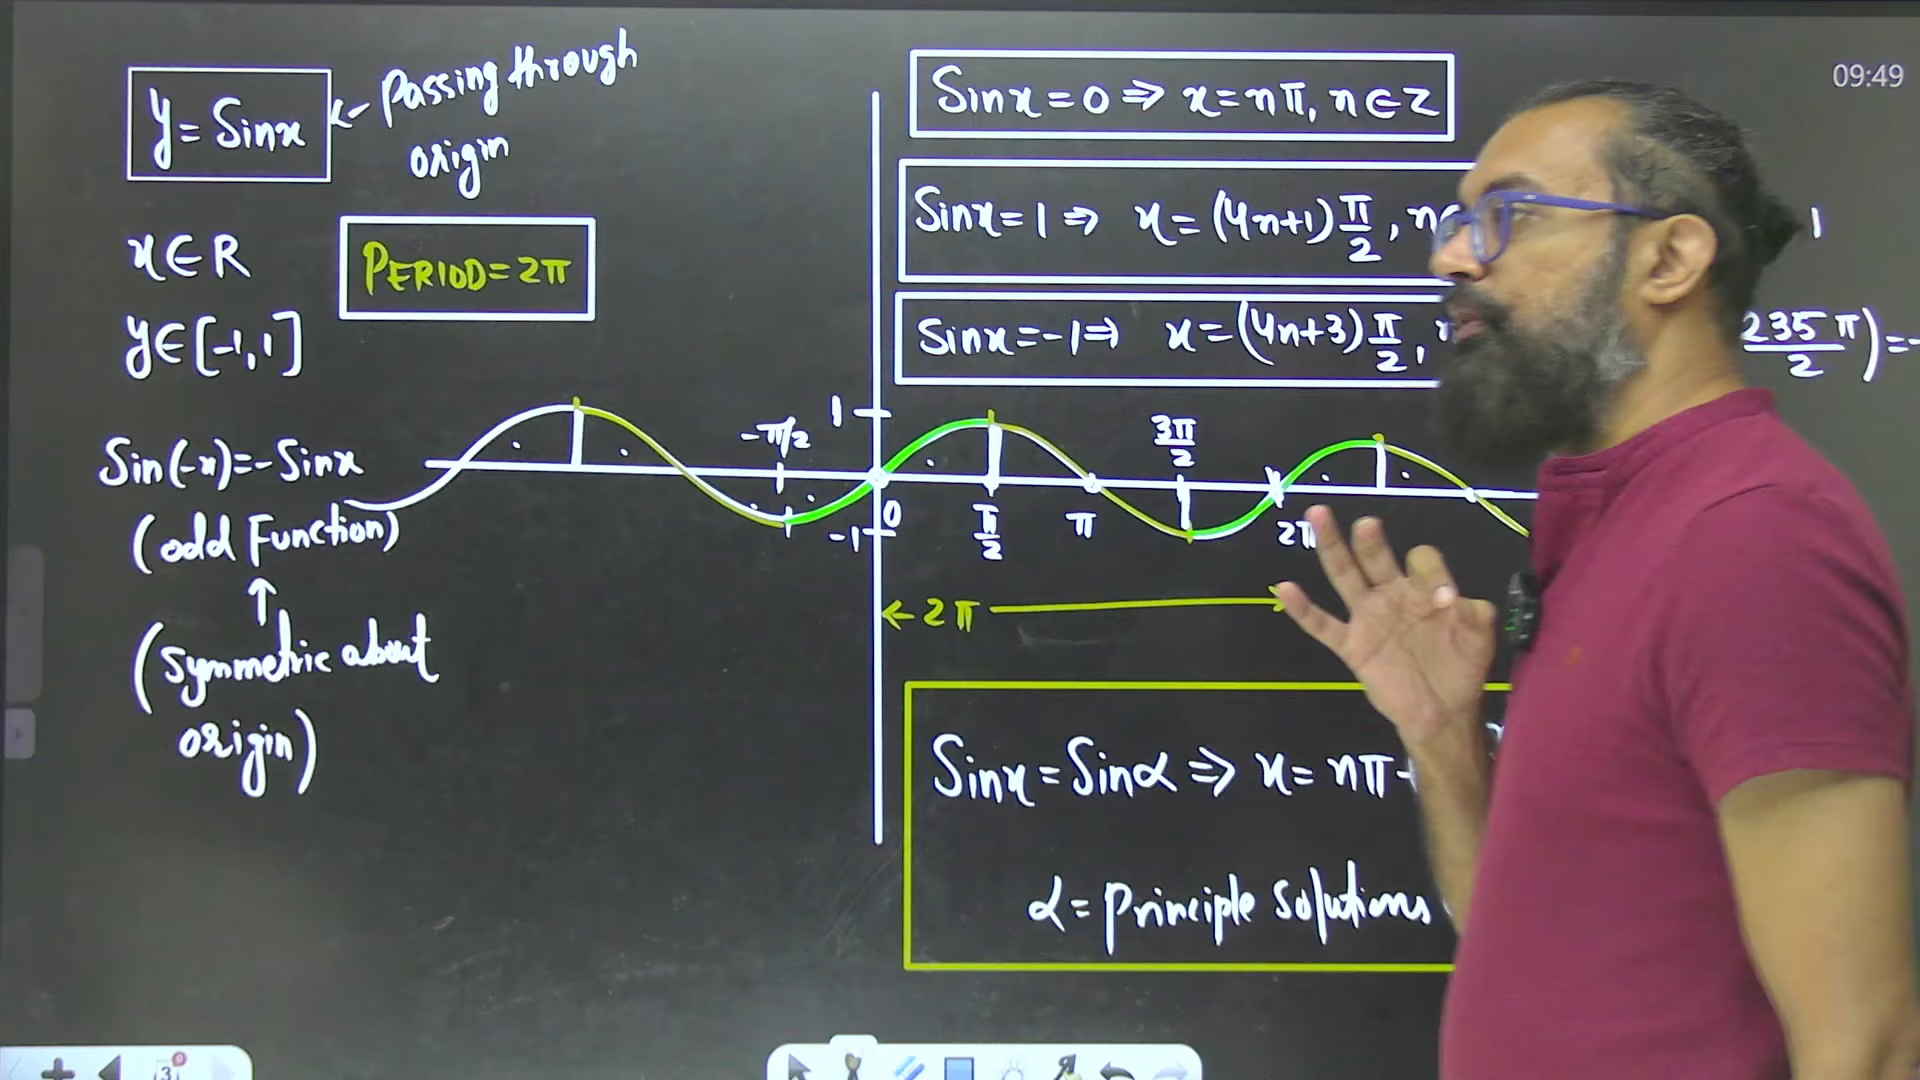 y = Sinx
← Passing through
origin
x ∈ R
PERIOD = 2π
y ∈ [-1, 1]
Sin(-x) = -Sinx
(odd Function)
↑
(symmetric about
origin)
Sinx = 0 ⇒ x = nπ, n ∈ Z
Sinx = 1 ⇒ x = (4n+1) π/2, n
1
Sinx = -1 ⇒ x = (4n+3) π/2,
235π/2) = -
-π/2
1
3π/2
0
-1
π/2
π
2π
← 2π →
Sinx = Sinα ⇒ x = nπ
α = principle solutions
09:49
3